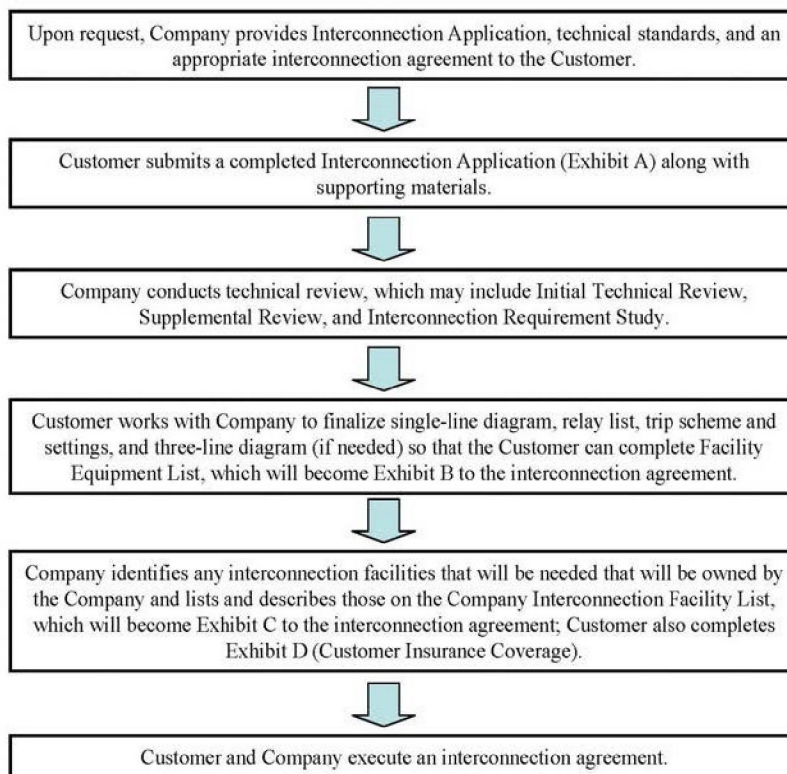 Upon request, Company provides Interconnection Application, technical standards, and an
appropriate interconnection agreement to the Customer.
Customer submits a completed Interconnection Application (Exhibit A) along with
supporting materials.
Company conducts technical review, which may include Initial Technical Review,
Supplemental Review, and Interconnection Requirement Study.
Customer works with Company to finalize single-line diagram, relay list, trip scheme and
settings, and three-line diagram (if needed) so that the Customer can complete Facility
Equipment List, which will become Exhibit B to the interconnection agreement.
Company identifies any interconnection facilities that will be needed that will be owned by
the Company and lists and describes those on the Company Interconnection Facility List,
which will become Exhibit C to the interconnection agreement; Customer also completes
Exhibit D (Customer Insurance Coverage).
Customer and Company execute an interconnection agreement.